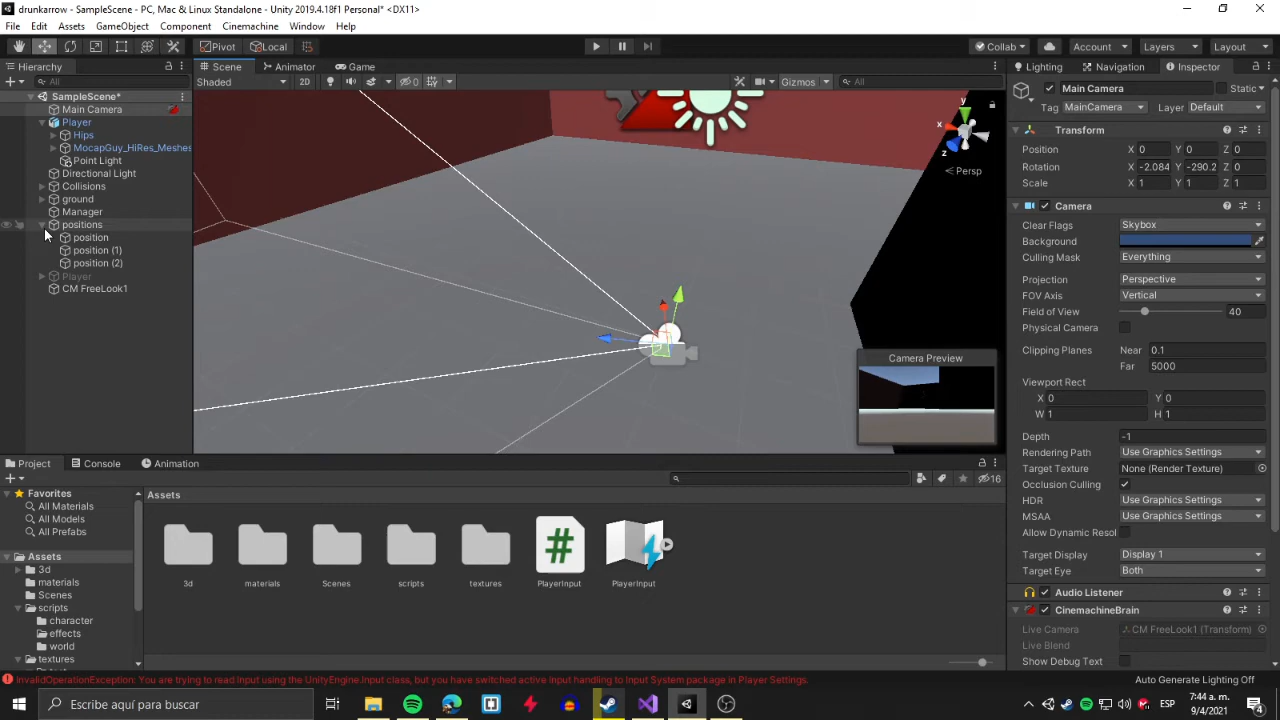 drunkarrow - SampleScene - PC, Mac & Linux Standalone - Unity 2019.4.18f1 Personal* <DX11>
File Edit Assets GameObject Component Cinemachine Window Help
Pivot Local Collab Account Layers Layout
Hierarchy Scene Animator Game Lighting Navigation Inspector
All Shaded 2D 0 Gizmos All Main Camera Static
SampleScene* Tag MainCamera Layer Default
Main Camera
Player
Hips
MocapGuy_HiRes_Meshes
Point Light
Directional Light
Collisions
ground
Manager
positions
position
position (1)
position (2)
Player
CM FreeLook1
y
x
z
Persp
Camera Preview
Transform
Position X 0 Y 0 Z 0
Rotation X -2.084 Y -290.2 Z 0
Scale X 1 Y 1 Z 1
Camera
Clear Flags Skybox
Background
Culling Mask Everything
Projection Perspective
FOV Axis Vertical
Field of View 40
Physical Camera
Clipping Planes Near 0.1
Far 5000
Viewport Rect
X 0 Y 0
W 1 H 1
Depth -1
Rendering Path Use Graphics Settings
Target Texture None (Render Texture)
Occlusion Culling
HDR Use Graphics Settings
MSAA Use Graphics Settings
Allow Dynamic Resol
Target Display Display 1
Target Eye Both
Audio Listener
CinemachineBrain
Live Camera CM FreeLook1 (Transform)
Live Blend
Show Debug Text
Project Console Animation
16
Favorites
All Materials
All Models
All Prefabs
Assets
3d
materials
Scenes
scripts
character
effects
world
textures
Assets
3d materials Scenes scripts textures PlayerInput PlayerInput
InvalidOperationException: You are trying to read Input using the UnityEngine.Input class, but you have switched active Input handling to Input System package in Player Settings.
Auto Generate Lighting Off
Escribe aquí para buscar
ESP
7:44 a. m.
9/4/2021